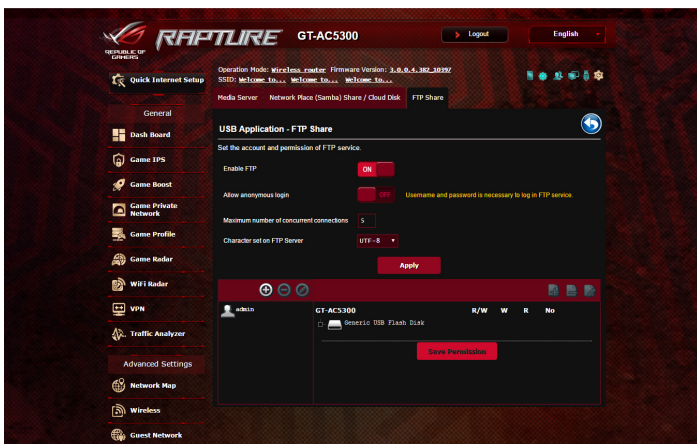 REPUBLIC OF
GAMERS
RAPTURE GT-AC5300
Logout
English
Quick Internet Setup
Operation Mode: Wireless router Firmware Version: 3.0.0.4.382_10397
SSID: Welcome to... Welcome to... Welcome to...
Media Server Network Place (Samba) Share / Cloud Disk FTP Share
General
Dash Board
Game IPS
Game Boost
Game Private
Network
Game Profile
Game Radar
WiFi Radar
VPN
Traffic Analyzer
Advanced Settings
Network Map
Wireless
Guest Network
USB Application - FTP Share
Set the account and permission of FTP service.
Enable FTP ON
Allow anonymous login OFF Username and password is necessary to log in FTP service.
Maximum number of concurrent connections 5
Character set on FTP Server UTF-8
Apply
admin
GT-AC5300 R/W W R No
Generic USB Flash Disk
Save Permission